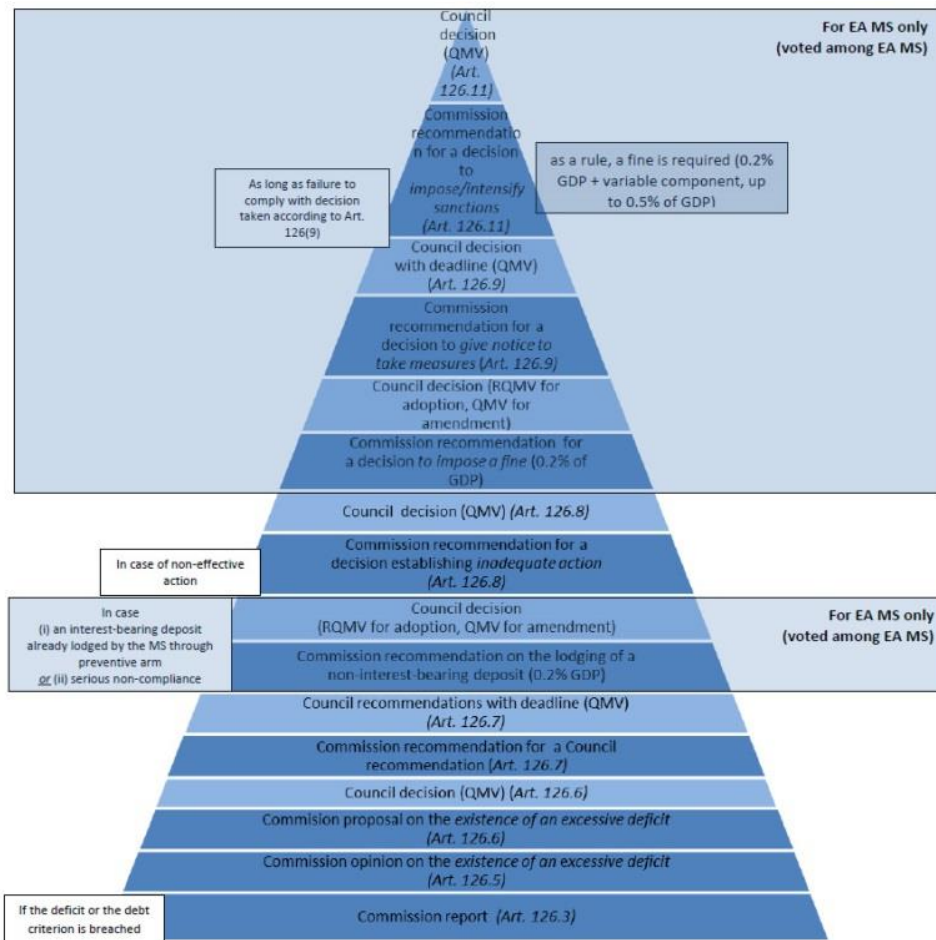 Council
decision
(QMV)
(Art.
126.11)
For EA MS only
(voted among EA MS)
Commission
recommendatio
n for a decision
to
impose/intensify
sanctions
(Art. 126.11)
As long as failure to
comply with decision
taken according to Art.
126(9)
as a rule, a fine is required (0.2%
GDP + variable component, up
to 0.5% of GDP)
Council decision
with deadline (QMV)
(Art. 126.9)
Commission
recommendation for a
decision to give notice to
take measures (Art. 126.9)
Council decision (RQMV for
adoption, QMV for
amendment)
Commission recommendation for
a decision to impose a fine (0.2% of
GDP)
Council decision (QMV) (Art. 126.8)
In case of non-effective
action
Commission recommendation for a
decision establishing inadequate action
(Art. 126.8)
In case
(i) an interest-bearing deposit
already lodged by the MS through
preventive arm
or (ii) serious non-compliance
Council decision
(RQMV for adoption, QMV for amendment)
For EA MS only
(voted among EA MS)
Commission recommendation on the lodging of a
non-interest-bearing deposit (0.2% GDP)
Council recommendations with deadline (QMV)
(Art. 126.7)
Commission recommendation for a Council
recommendation (Art. 126.7)
Council decision (QMV) (Art. 126.6)
Commision proposal on the existence of an excessive deficit
(Art. 126.6)
Commission opinion on the existence of an excessive deficit
(Art. 126.5)
If the deficit or the debt
criterion is breached
Commission report (Art. 126.3)